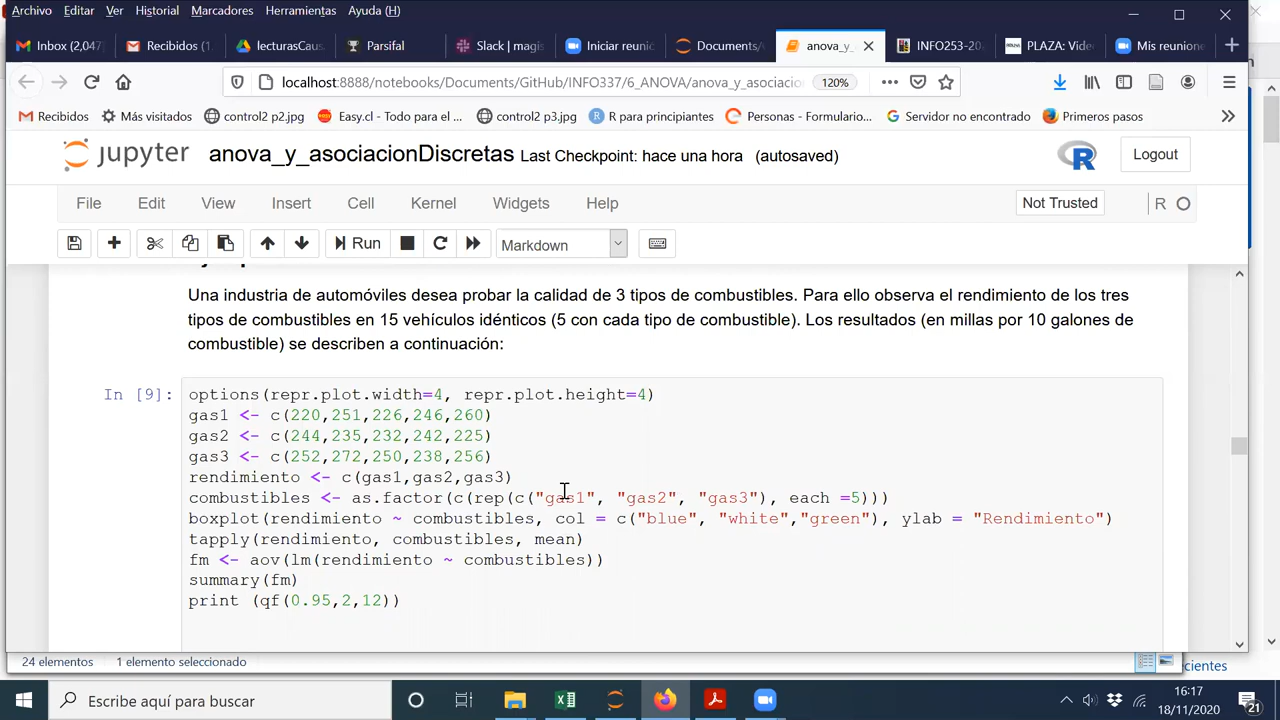 Archivo Editar Ver Historial Marcadores Herramientas Ayuda (H)
Inbox (2,047 Recibidos (1. lecturasCaus Parsifal Slack | magis Iniciar reuni Documents/ anova_y_ INFO253-20 PLAZA: Vide Mis reunione
localhost:8888/notebooks/Documents/GitHub/INFO337/6_ANOVA/anova_y_asociacion 120%
Recibidos Más visitados control2 p2.jpg Easy.cl - Todo para el ... control2 p3.jpg R para principiantes Personas - Formulario... Servidor no encontrado Primeros pasos
jupyter anova_y_asociacionDiscretas Last Checkpoint: hace una hora (autosaved) Logout
File Edit View Insert Cell Kernel Widgets Help Not Trusted R
Run Markdown
Una industria de automóviles desea probar la calidad de 3 tipos de combustibles. Para ello observa el rendimiento de los tres
tipos de combustibles en 15 vehículos idénticos (5 con cada tipo de combustible). Los resultados (en millas por 10 galones de
combustible) se describen a continuación:
In [9]: options(repr.plot.width=4, repr.plot.height=4)
gas1 <- c(220,251,226,246,260)
gas2 <- c(244,235,232,242,225)
gas3 <- c(252,272,250,238,256)
rendimiento <- c(gas1,gas2,gas3)
combustibles <- as.factor(c(rep(c("gas1", "gas2", "gas3"), each =5)))
boxplot(rendimiento ~ combustibles, col = c("blue", "white","green"), ylab = "Rendimiento")
tapply(rendimiento, combustibles, mean)
fm <- aov(lm(rendimiento ~ combustibles))
summary(fm)
print (qf(0.95,2,12))
24 elementos 1 elemento seleccionado
ecientes
Escribe aquí para buscar
16:17
18/11/2020
21